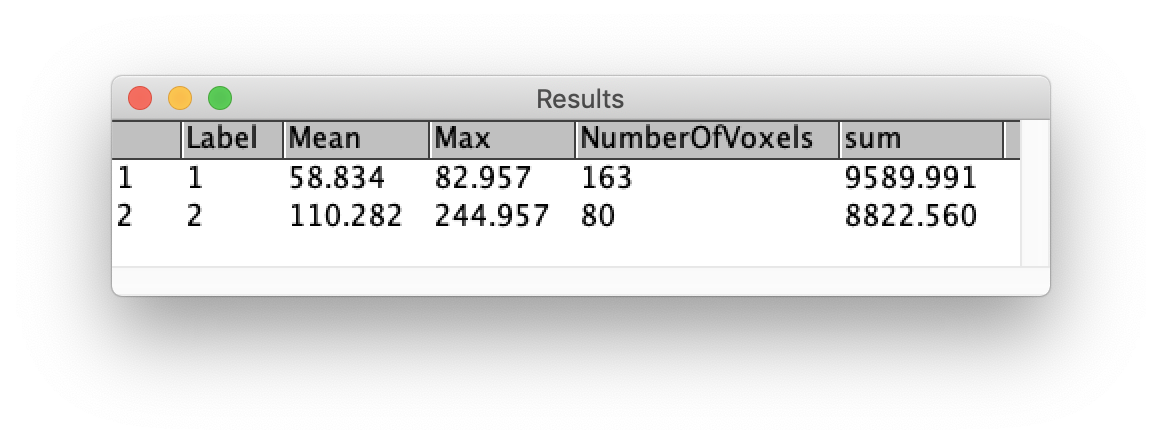 Results
Label Mean Max NumberOfVoxels sum
1 1 58.834 82.957 163 9589.991
2 2 110.282 244.957 80 8822.560